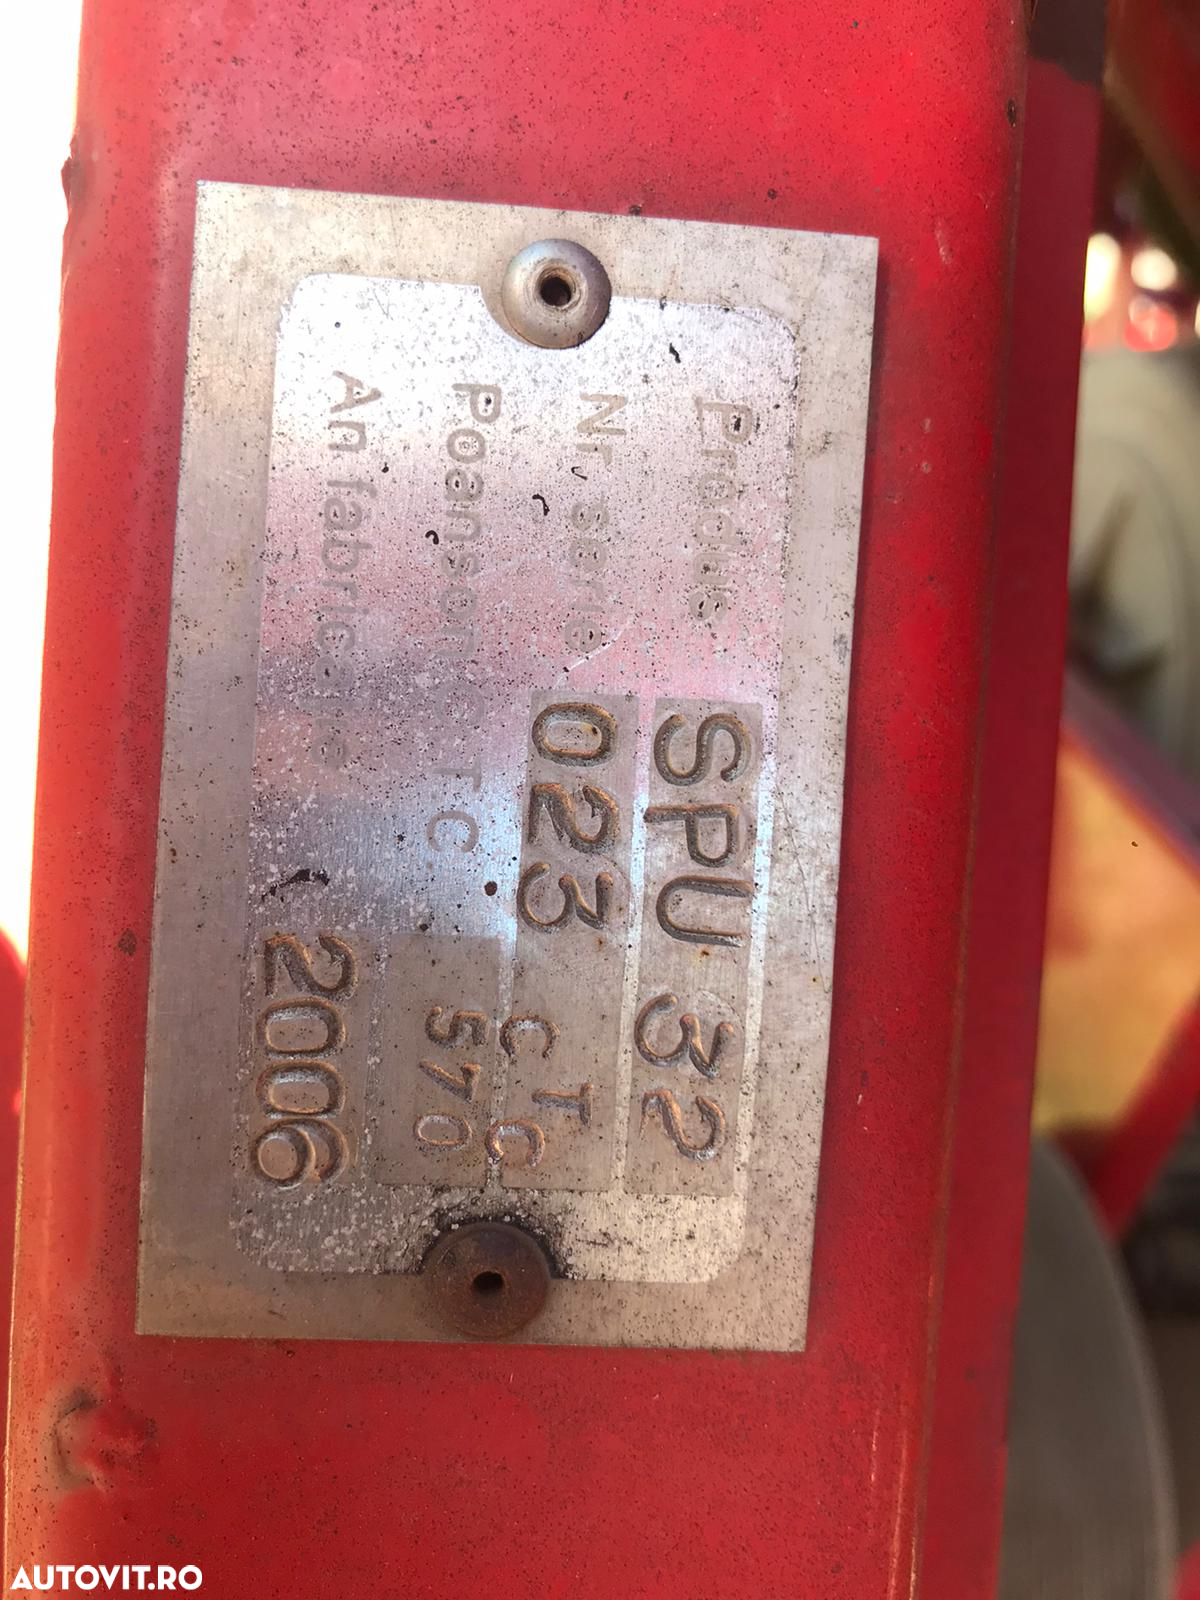 Produs SPU 32
Nr serie 023 CTC
Poanson CTC. 570
An fabricatie 2006
AUTOVIT.RO